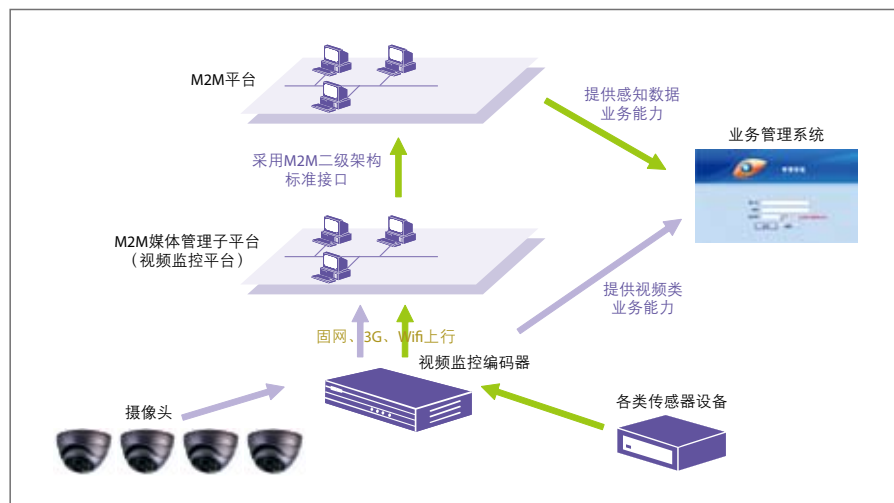 M2M平台
提供感知数据
业务能力
业务管理系统
采用M2M二级架构
标准接口
M2M媒体管理子平台
（视频监控平台）
提供视频类
业务能力
固网、3G、Wifi上行
视频监控编码器
摄像头
各类传感器设备